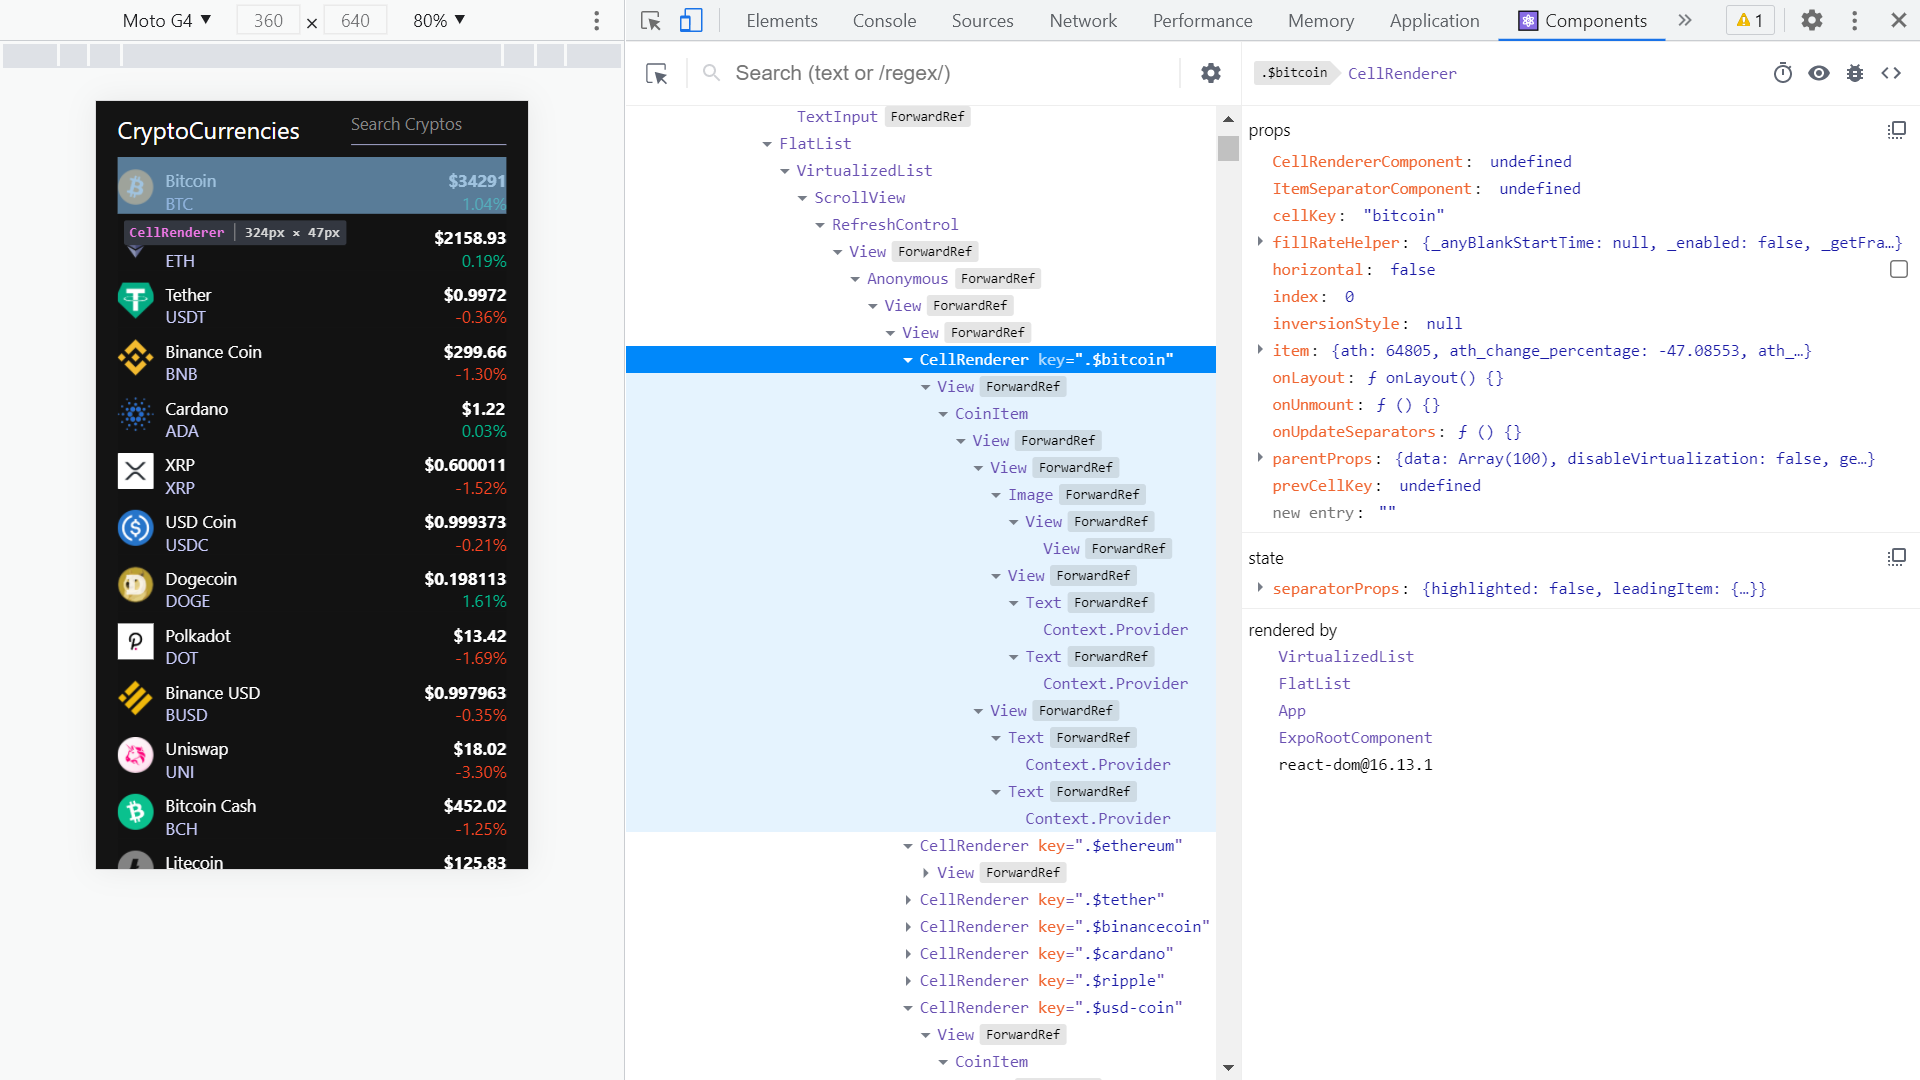 Moto G4 ▼ 360 × 640 80% ▼
CryptoCurrencies
Search Cryptos
Bitcoin $34291
BTC 1.04%
CellRenderer | 324px × 47px
$2158.93
ETH 0.19%
Tether $0.9972
USDT -0.36%
Binance Coin $299.66
BNB -1.30%
Cardano $1.22
ADA 0.03%
XRP $0.600011
XRP -1.52%
USD Coin $0.999373
USDC -0.21%
Dogecoin $0.198113
DOGE 1.61%
Polkadot $13.42
DOT -1.69%
Binance USD $0.997963
BUSD -0.35%
Uniswap $18.02
UNI -3.30%
Bitcoin Cash $452.02
BCH -1.25%
Litecoin $125.83
Elements Console Sources Network Performance Memory Application Components » 1
Search (text or /regex/)
TextInput ForwardRef
FlatList
VirtualizedList
ScrollView
RefreshControl
View ForwardRef
Anonymous ForwardRef
View ForwardRef
View ForwardRef
CellRenderer key=".$bitcoin"
View ForwardRef
CoinItem
View ForwardRef
View ForwardRef
Image ForwardRef
View ForwardRef
View ForwardRef
View ForwardRef
Text ForwardRef
Context.Provider
Text ForwardRef
Context.Provider
View ForwardRef
Text ForwardRef
Context.Provider
Text ForwardRef
Context.Provider
CellRenderer key=".$ethereum"
View ForwardRef
CellRenderer key=".$tether"
CellRenderer key=".$binancecoin"
CellRenderer key=".$cardano"
CellRenderer key=".$ripple"
CellRenderer key=".$usd-coin"
View ForwardRef
CoinItem
.$bitcoin CellRenderer
props
CellRendererComponent: undefined
ItemSeparatorComponent: undefined
cellKey: "bitcoin"
fillRateHelper: {_anyBlankStartTime: null, _enabled: false, _getFra…}
horizontal: false
index: 0
inversionStyle: null
item: {ath: 64805, ath_change_percentage: -47.08553, ath_…}
onLayout: ƒ onLayout() {}
onUnmount: ƒ () {}
onUpdateSeparators: ƒ () {}
parentProps: {data: Array(100), disableVirtualization: false, ge…}
prevCellKey: undefined
new entry: ""
state
separatorProps: {highlighted: false, leadingItem: {…}}
rendered by
VirtualizedList
FlatList
App
ExpoRootComponent
react-dom@16.13.1